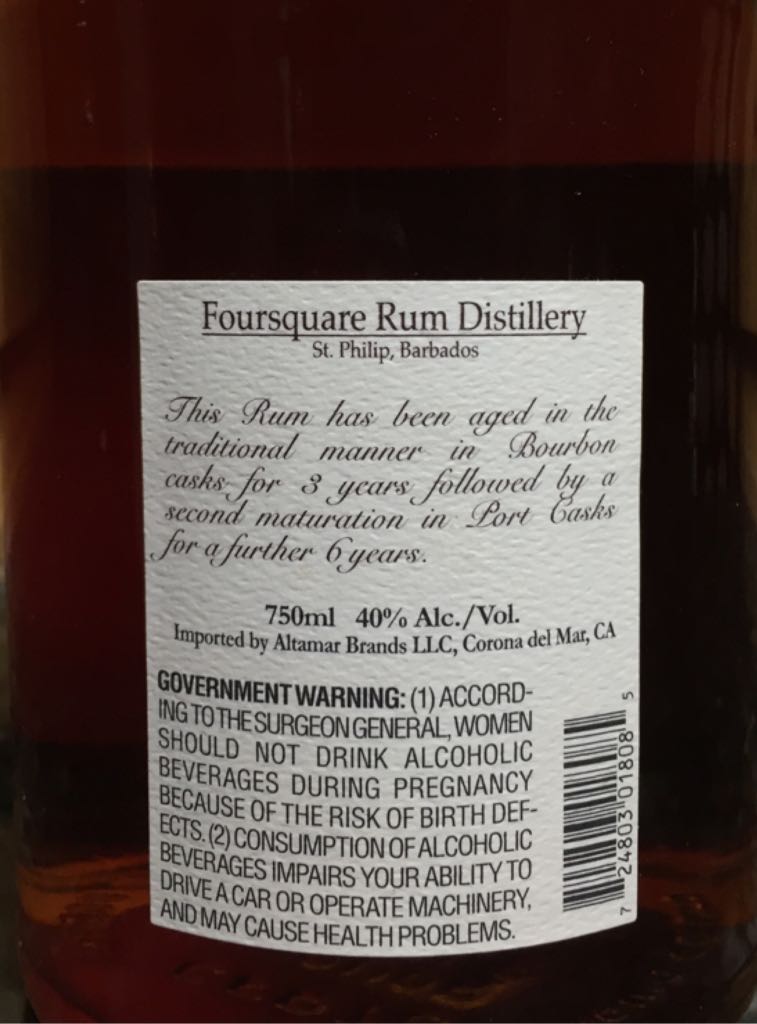 Foursquare Rum Distillery
St. Philip, Barbados
This Rum has been aged in the
traditional manner in Bourbon
casks for 3 years followed by a
second maturation in Port Casks
for a further 6 years.
750ml 40% Alc./Vol.
Imported by Altamar Brands LLC, Corona del Mar, CA
GOVERNMENT WARNING: (1) ACCORD-
ING TO THE SURGEON GENERAL, WOMEN
SHOULD NOT DRINK ALCOHOLIC
BEVERAGES DURING PREGNANCY
BECAUSE OF THE RISK OF BIRTH DEF-
ECTS. (2) CONSUMPTION OF ALCOHOLIC
BEVERAGES IMPAIRS YOUR ABILITY TO
DRIVE A CAR OR OPERATE MACHINERY,
AND MAY CAUSE HEALTH PROBLEMS.
7 24803 01808 5